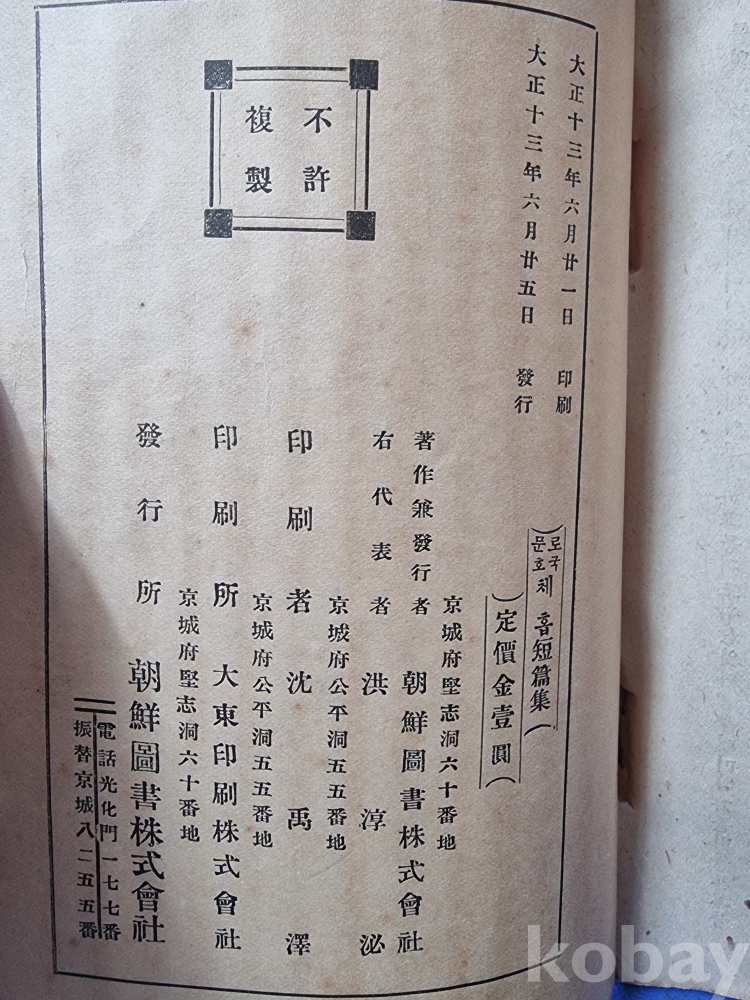 大正十三年六月廿一日 印刷
大正十三年六月廿五日 發行
不許
複製
로국
문호 체홉短篇集
定價金壹圓
京城府堅志洞六十番地
著作兼發行者 朝鮮圖書株式會社
右代表者 洪淳泌
京城府公平洞五五番地
印刷者 沈禹澤
京城府公平洞五五番地
印刷所 大東印刷株式會社
京城府堅志洞六十番地
發行所 朝鮮圖書株式會社
電話光化門一一七七番
振替京城八二五五番
kobay